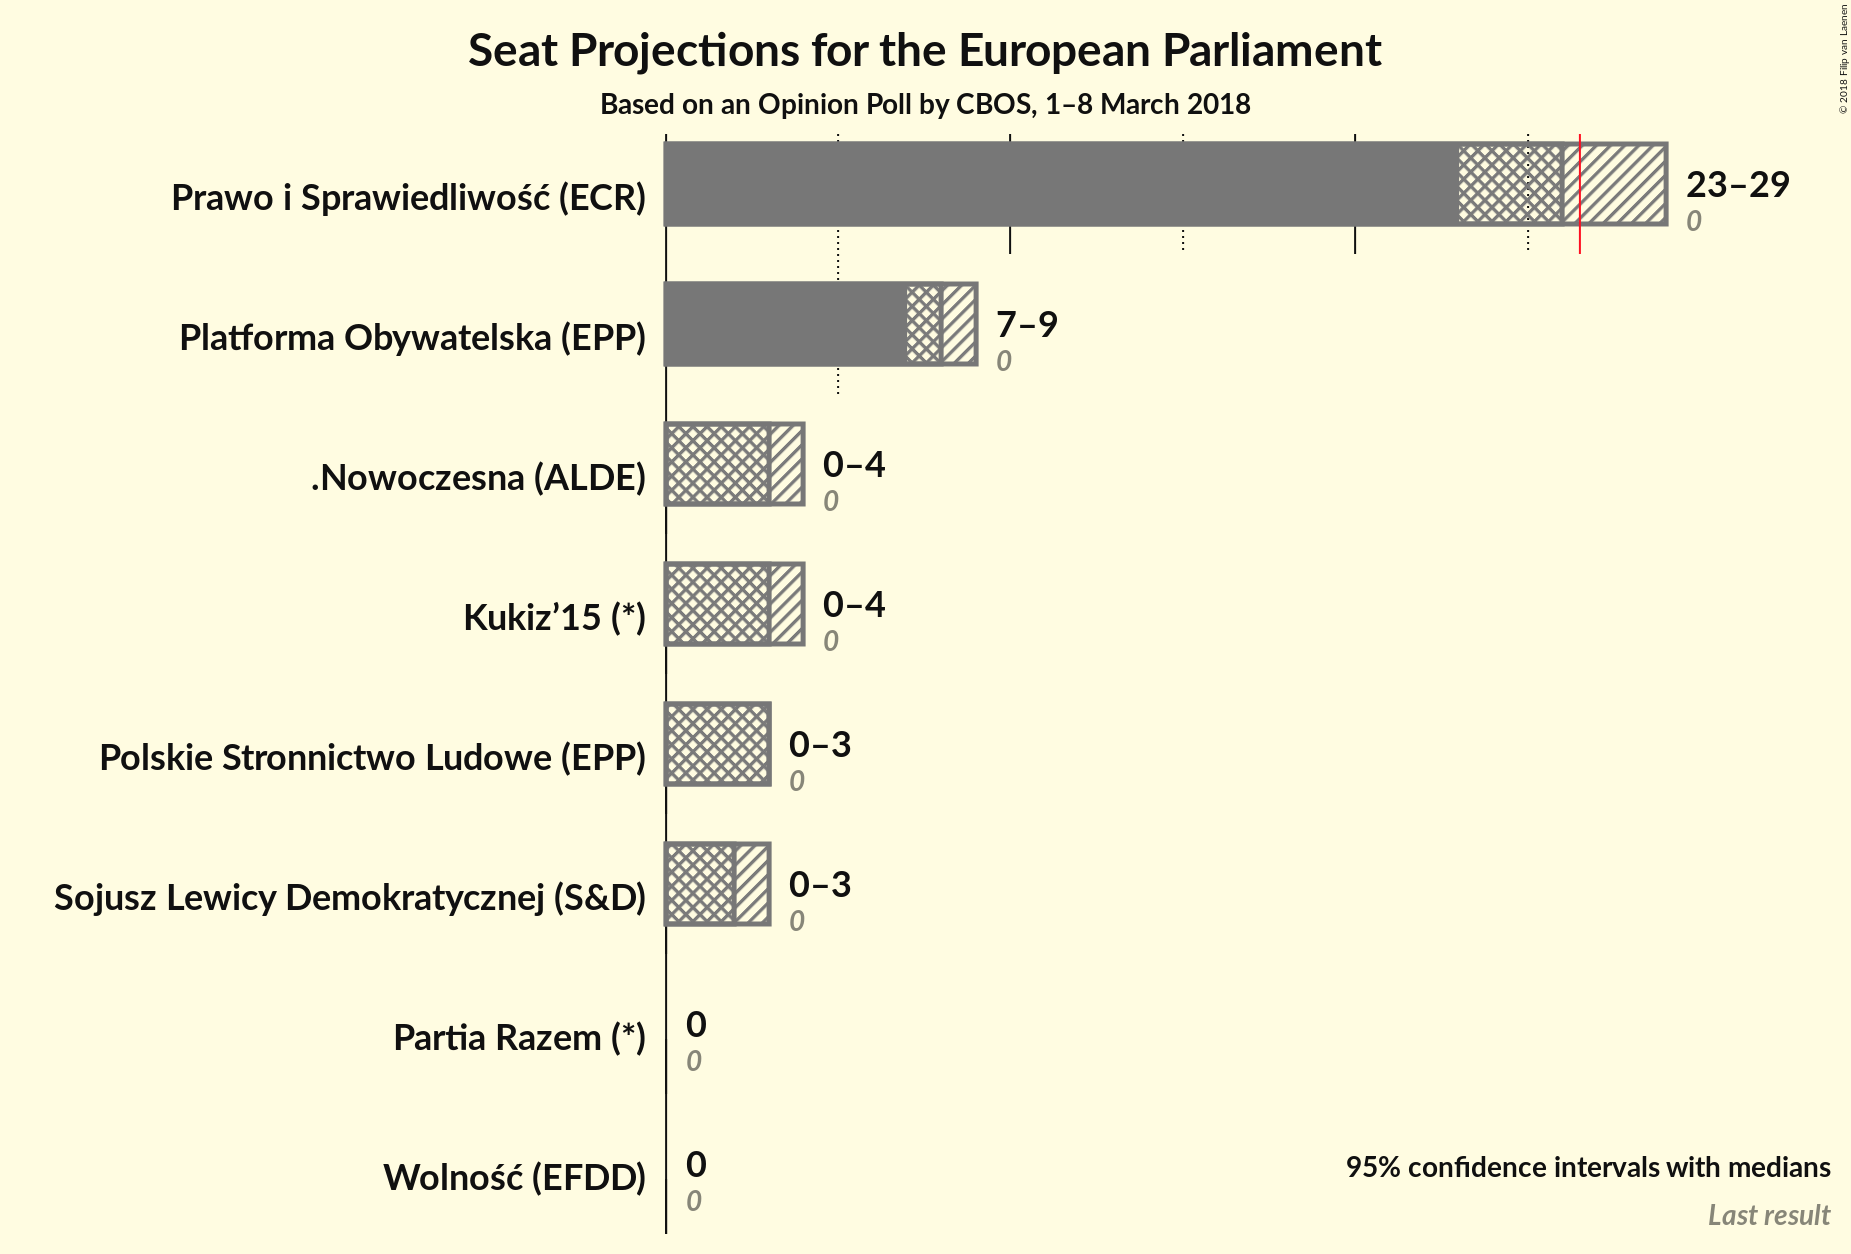 Seat Projections for the European Parliament
Based on an Opinion Poll by CBOS, 1–8 March 2018
© 2018 Filip van Laenen
Prawo i Sprawiedliwość (ECR)
23–29
0
Platforma Obywatelska (EPP)
7–9
0
.Nowoczesna (ALDE)
0–4
0
Kukiz’15 (*)
0–4
0
Polskie Stronnictwo Ludowe (EPP)
0–3
0
Sojusz Lewicy Demokratycznej (S&D)
0–3
0
Partia Razem (*)
0
0
Wolność (EFDD)
0
0
95% confidence intervals with medians
Last result